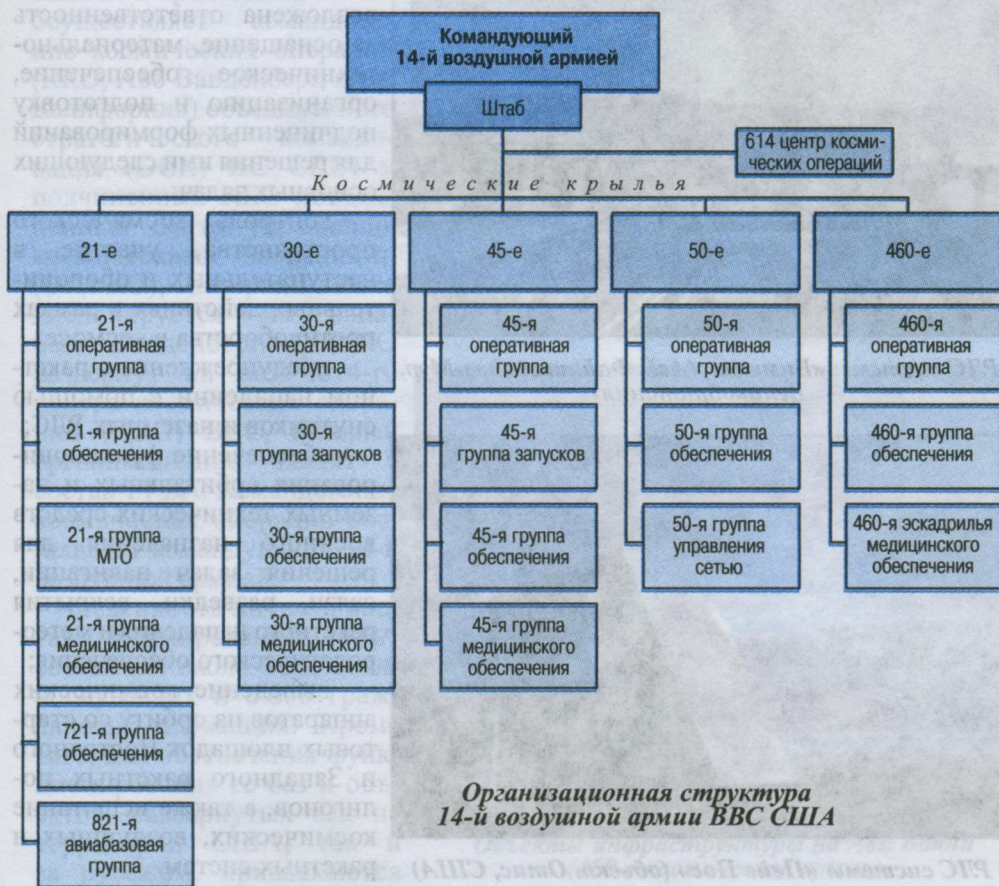 Командующий
14-й воздушной армией
Штаб
614 центр косми-
ческих операций
Космические крылья
21-е
30-е
45-е
50-е
460-е
21-я
оперативная
группа
21-я группа
обеспечения
21-я группа
МТО
21-я группа
медицинского
обеспечения
721-я группа
обеспечения
821-я
авиабазовая
группа
30-я
оперативная
группа
30-я
группа запусков
30-я группа
обеспечения
30-я группа
медицинского
обеспечения
45-я
оперативная
группа
45-я
группа запусков
45-я группа
обеспечения
45-я группа
медицинского
обеспечения
50-я
оперативная
группа
50-я группа
обеспечения
50-я группа
управления
сетью
460-я
оперативная
группа
460-я группа
обеспечения
460-я эскадрилья
медицинского
обеспечения
Организационная структура
14-й воздушной армии ВВС США